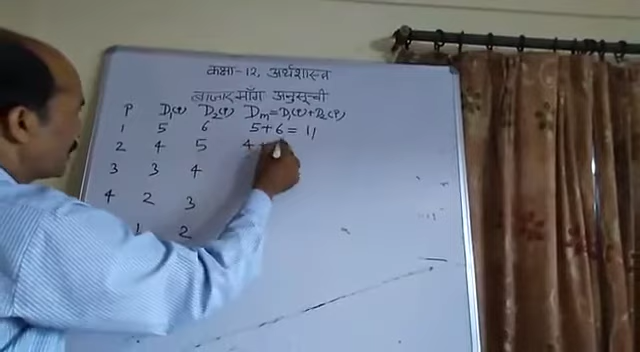 कक्षा-12, अर्थशास्त्र
बाजार माँग अनुसूची
P D₁(P) D₂(P) Dₘ=D₁(P)+D₂(P)
1 5 6 5+6=11
2 4 5 4+
3 3 4
4 2 3
1 2